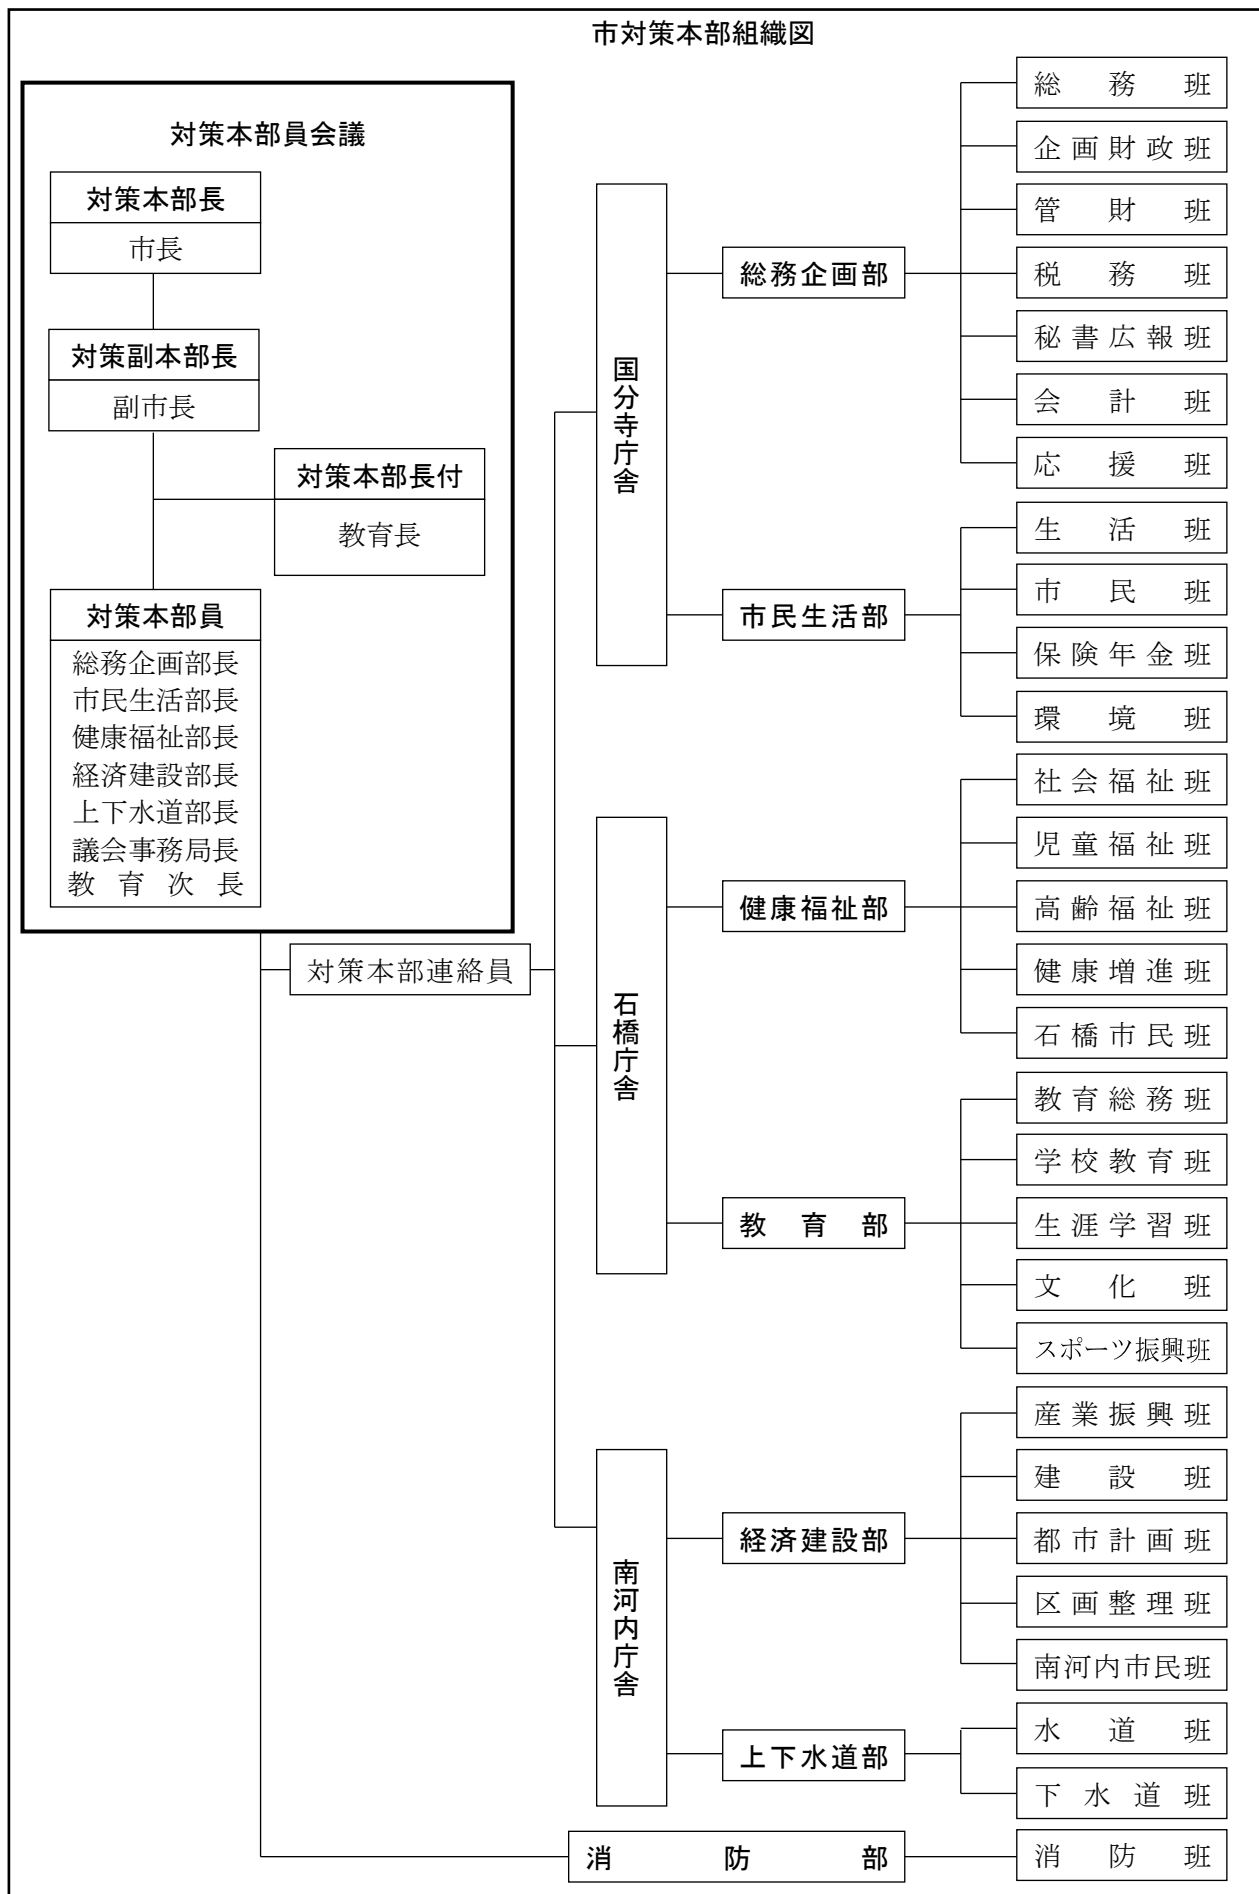 市対策本部組織図
対策本部員会議
対策本部長
市長
対策副本部長
副市長
対策本部長付
教育長
対策本部員
総務企画部長
市民生活部長
健康福祉部長
経済建設部長
上下水道部長
議会事務局長
教育次長
対策本部連絡員
国分寺庁舎
総務企画部
総務班
企画財政班
管財班
税務班
秘書広報班
会計班
応援班
市民生活部
生活班
市民班
保険年金班
環境班
石橋庁舎
健康福祉部
社会福祉班
児童福祉班
高齢福祉班
健康増進班
石橋市民班
教育部
教育総務班
学校教育班
生涯学習班
文化班
スポーツ振興班
南河内庁舎
経済建設部
産業振興班
建設班
都市計画班
区画整理班
南河内市民班
上下水道部
水道班
下水道班
消防部
消防班